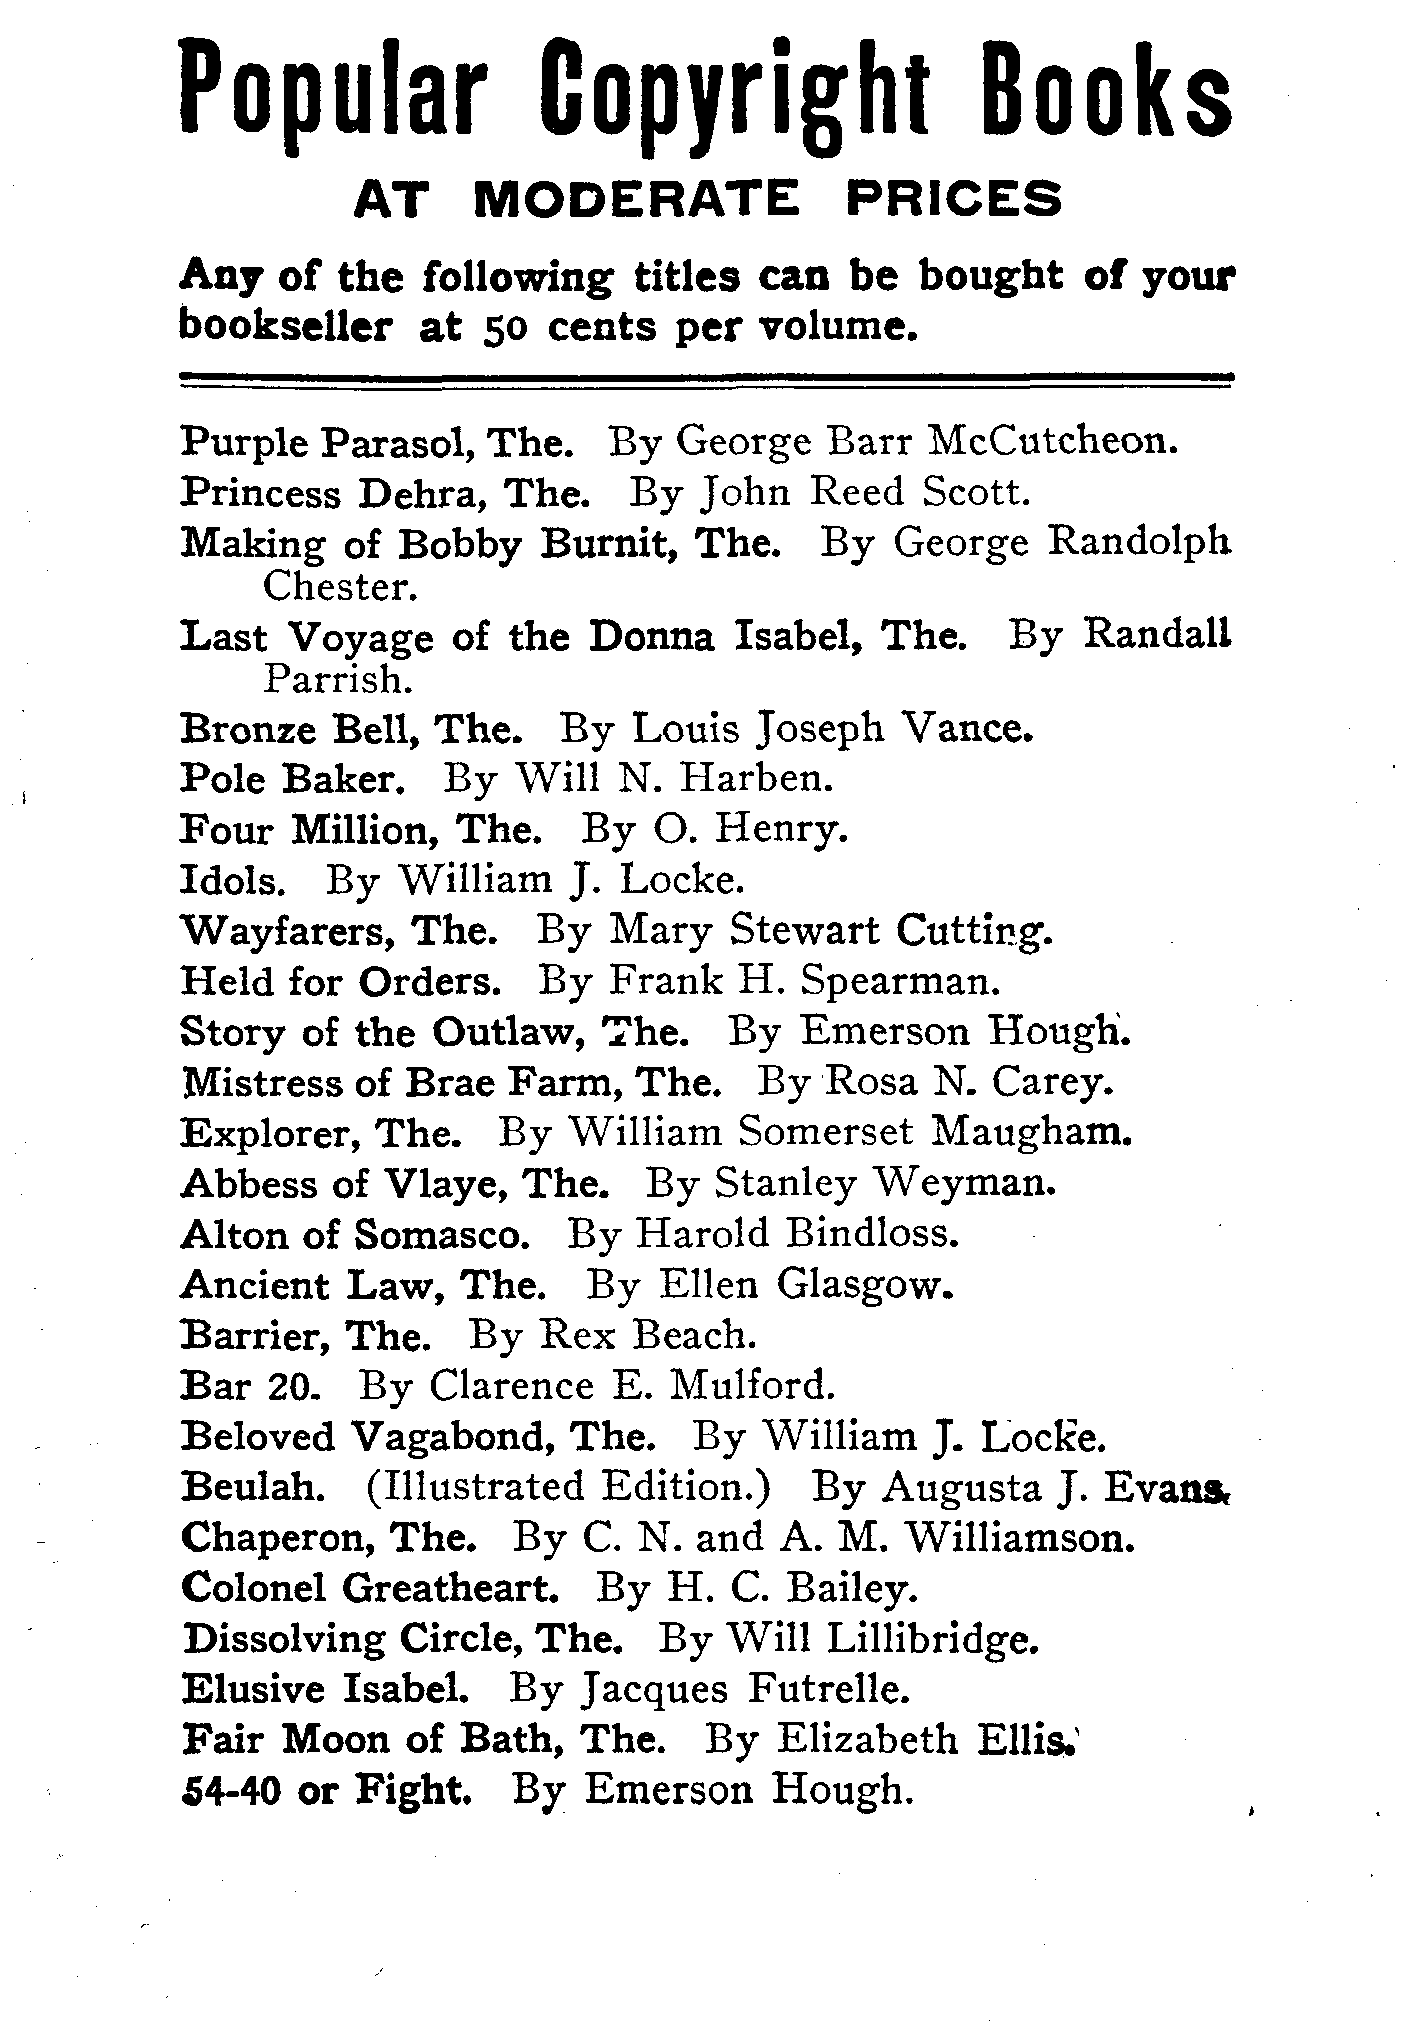 Popular Copyright Books
AT MODERATE PRICES
Any of the following titles can be bought of your
bookseller at 50 cents per volume.
Purple Parasol, The. By George Barr McCutcheon.
Princess Dehra, The. By John Reed Scott.
Making of Bobby Burnit, The. By George Randolph
Chester.
Last Voyage of the Donna Isabel, The. By Randall
Parrish.
Bronze Bell, The. By Louis Joseph Vance.
Pole Baker. By Will N. Harben.
Four Million, The. By O. Henry.
Idols. By William J. Locke.
Wayfarers, The. By Mary Stewart Cutting.
Held for Orders. By Frank H. Spearman.
Story of the Outlaw, The. By Emerson Hough.
Mistress of Brae Farm, The. By Rosa N. Carey.
Explorer, The. By William Somerset Maugham.
Abbess of Vlaye, The. By Stanley Weyman.
Alton of Somasco. By Harold Bindloss.
Ancient Law, The. By Ellen Glasgow.
Barrier, The. By Rex Beach.
Bar 20. By Clarence E. Mulford.
Beloved Vagabond, The. By William J. Locke.
Beulah. (Illustrated Edition.) By Augusta J. Evans.
Chaperon, The. By C. N. and A. M. Williamson.
Colonel Greatheart. By H. C. Bailey.
Dissolving Circle, The. By Will Lillibridge.
Elusive Isabel. By Jacques Futrelle.
Fair Moon of Bath, The. By Elizabeth Ellis.
54-40 or Fight. By Emerson Hough.